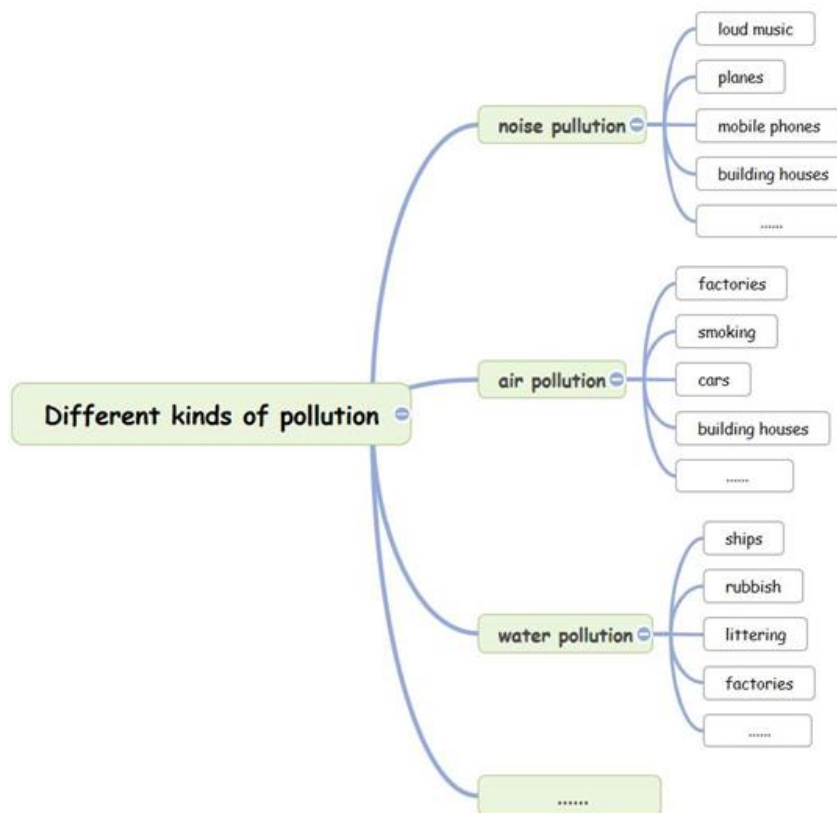 Different kinds of pollution
noise pullution
loud music
planes
mobile phones
building houses
......
air pollution
factories
smoking
cars
building houses
......
water pollution
ships
rubbish
littering
factories
......
......